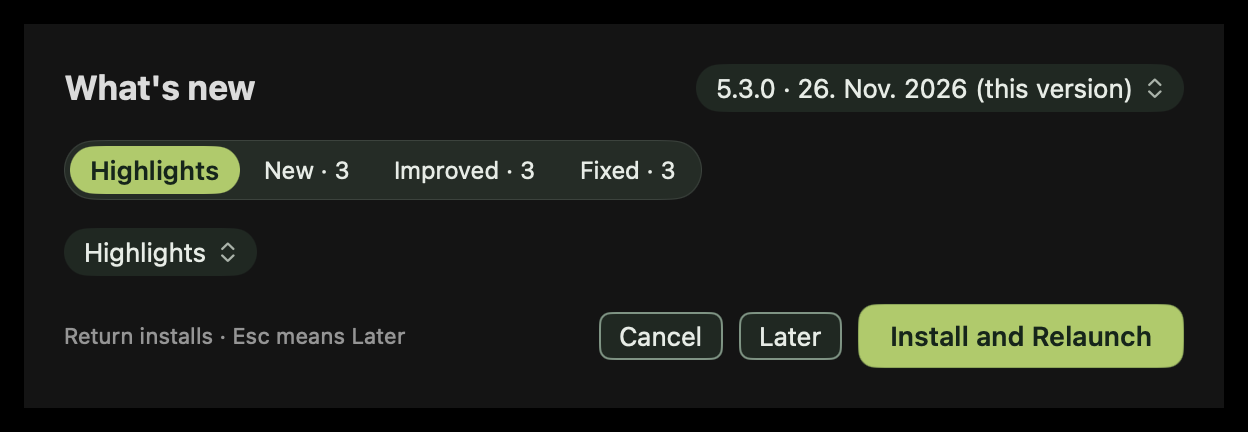 What's new
5.3.0 · 26. Nov. 2026 (this version)
Highlights New · 3 Improved · 3 Fixed · 3
Highlights
Return installs · Esc means Later
Cancel Later Install and Relaunch